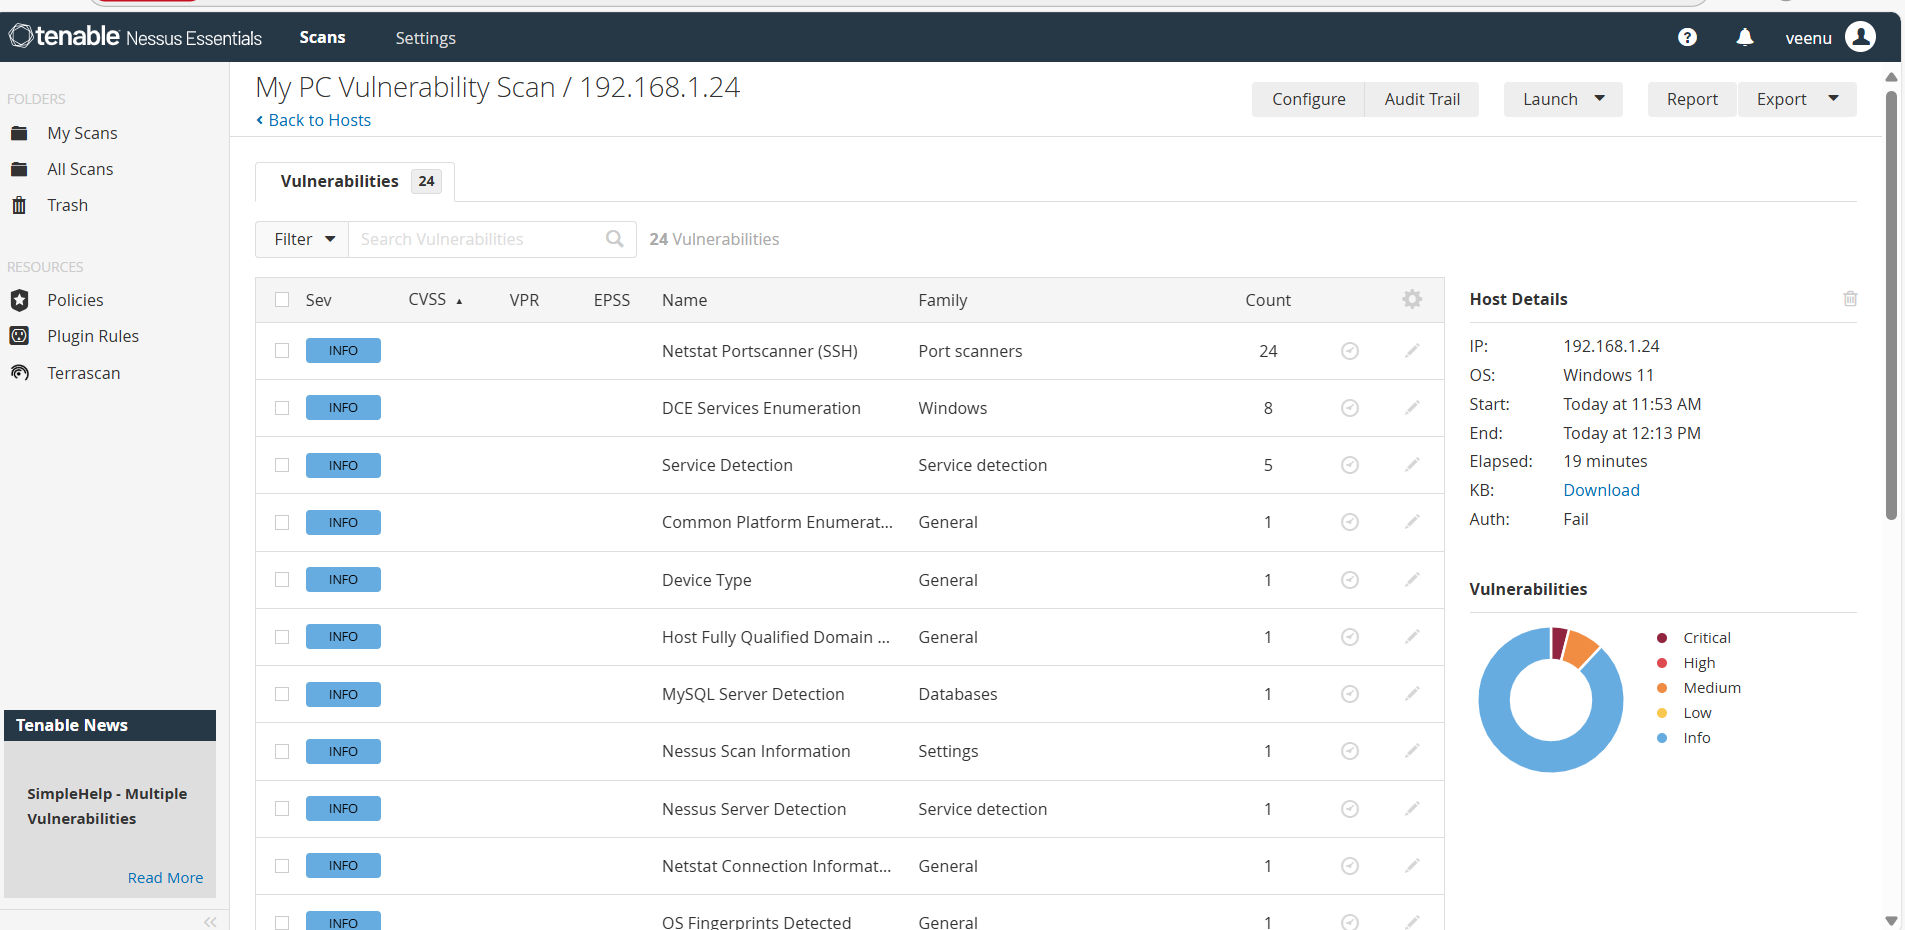 tenable Nessus Essentials Scans Settings ? veenu
FOLDERS
My Scans
All Scans
Trash
RESOURCES
Policies
Plugin Rules
Terrascan
Tenable News
SimpleHelp - Multiple
Vulnerabilities
Read More
My PC Vulnerability Scan / 192.168.1.24
Back to Hosts
Configure Audit Trail Launch Report Export
Vulnerabilities 24
Filter Search Vulnerabilities 24 Vulnerabilities
Sev CVSS VPR EPSS Name Family Count
INFO Netstat Portscanner (SSH) Port scanners 24
INFO DCE Services Enumeration Windows 8
INFO Service Detection Service detection 5
INFO Common Platform Enumerat... General 1
INFO Device Type General 1
INFO Host Fully Qualified Domain ... General 1
INFO MySQL Server Detection Databases 1
INFO Nessus Scan Information Settings 1
INFO Nessus Server Detection Service detection 1
INFO Netstat Connection Informat... General 1
INFO OS Fingerprints Detected General 1
Host Details
IP: 192.168.1.24
OS: Windows 11
Start: Today at 11:53 AM
End: Today at 12:13 PM
Elapsed: 19 minutes
KB: Download
Auth: Fail
Vulnerabilities
Critical
High
Medium
Low
Info